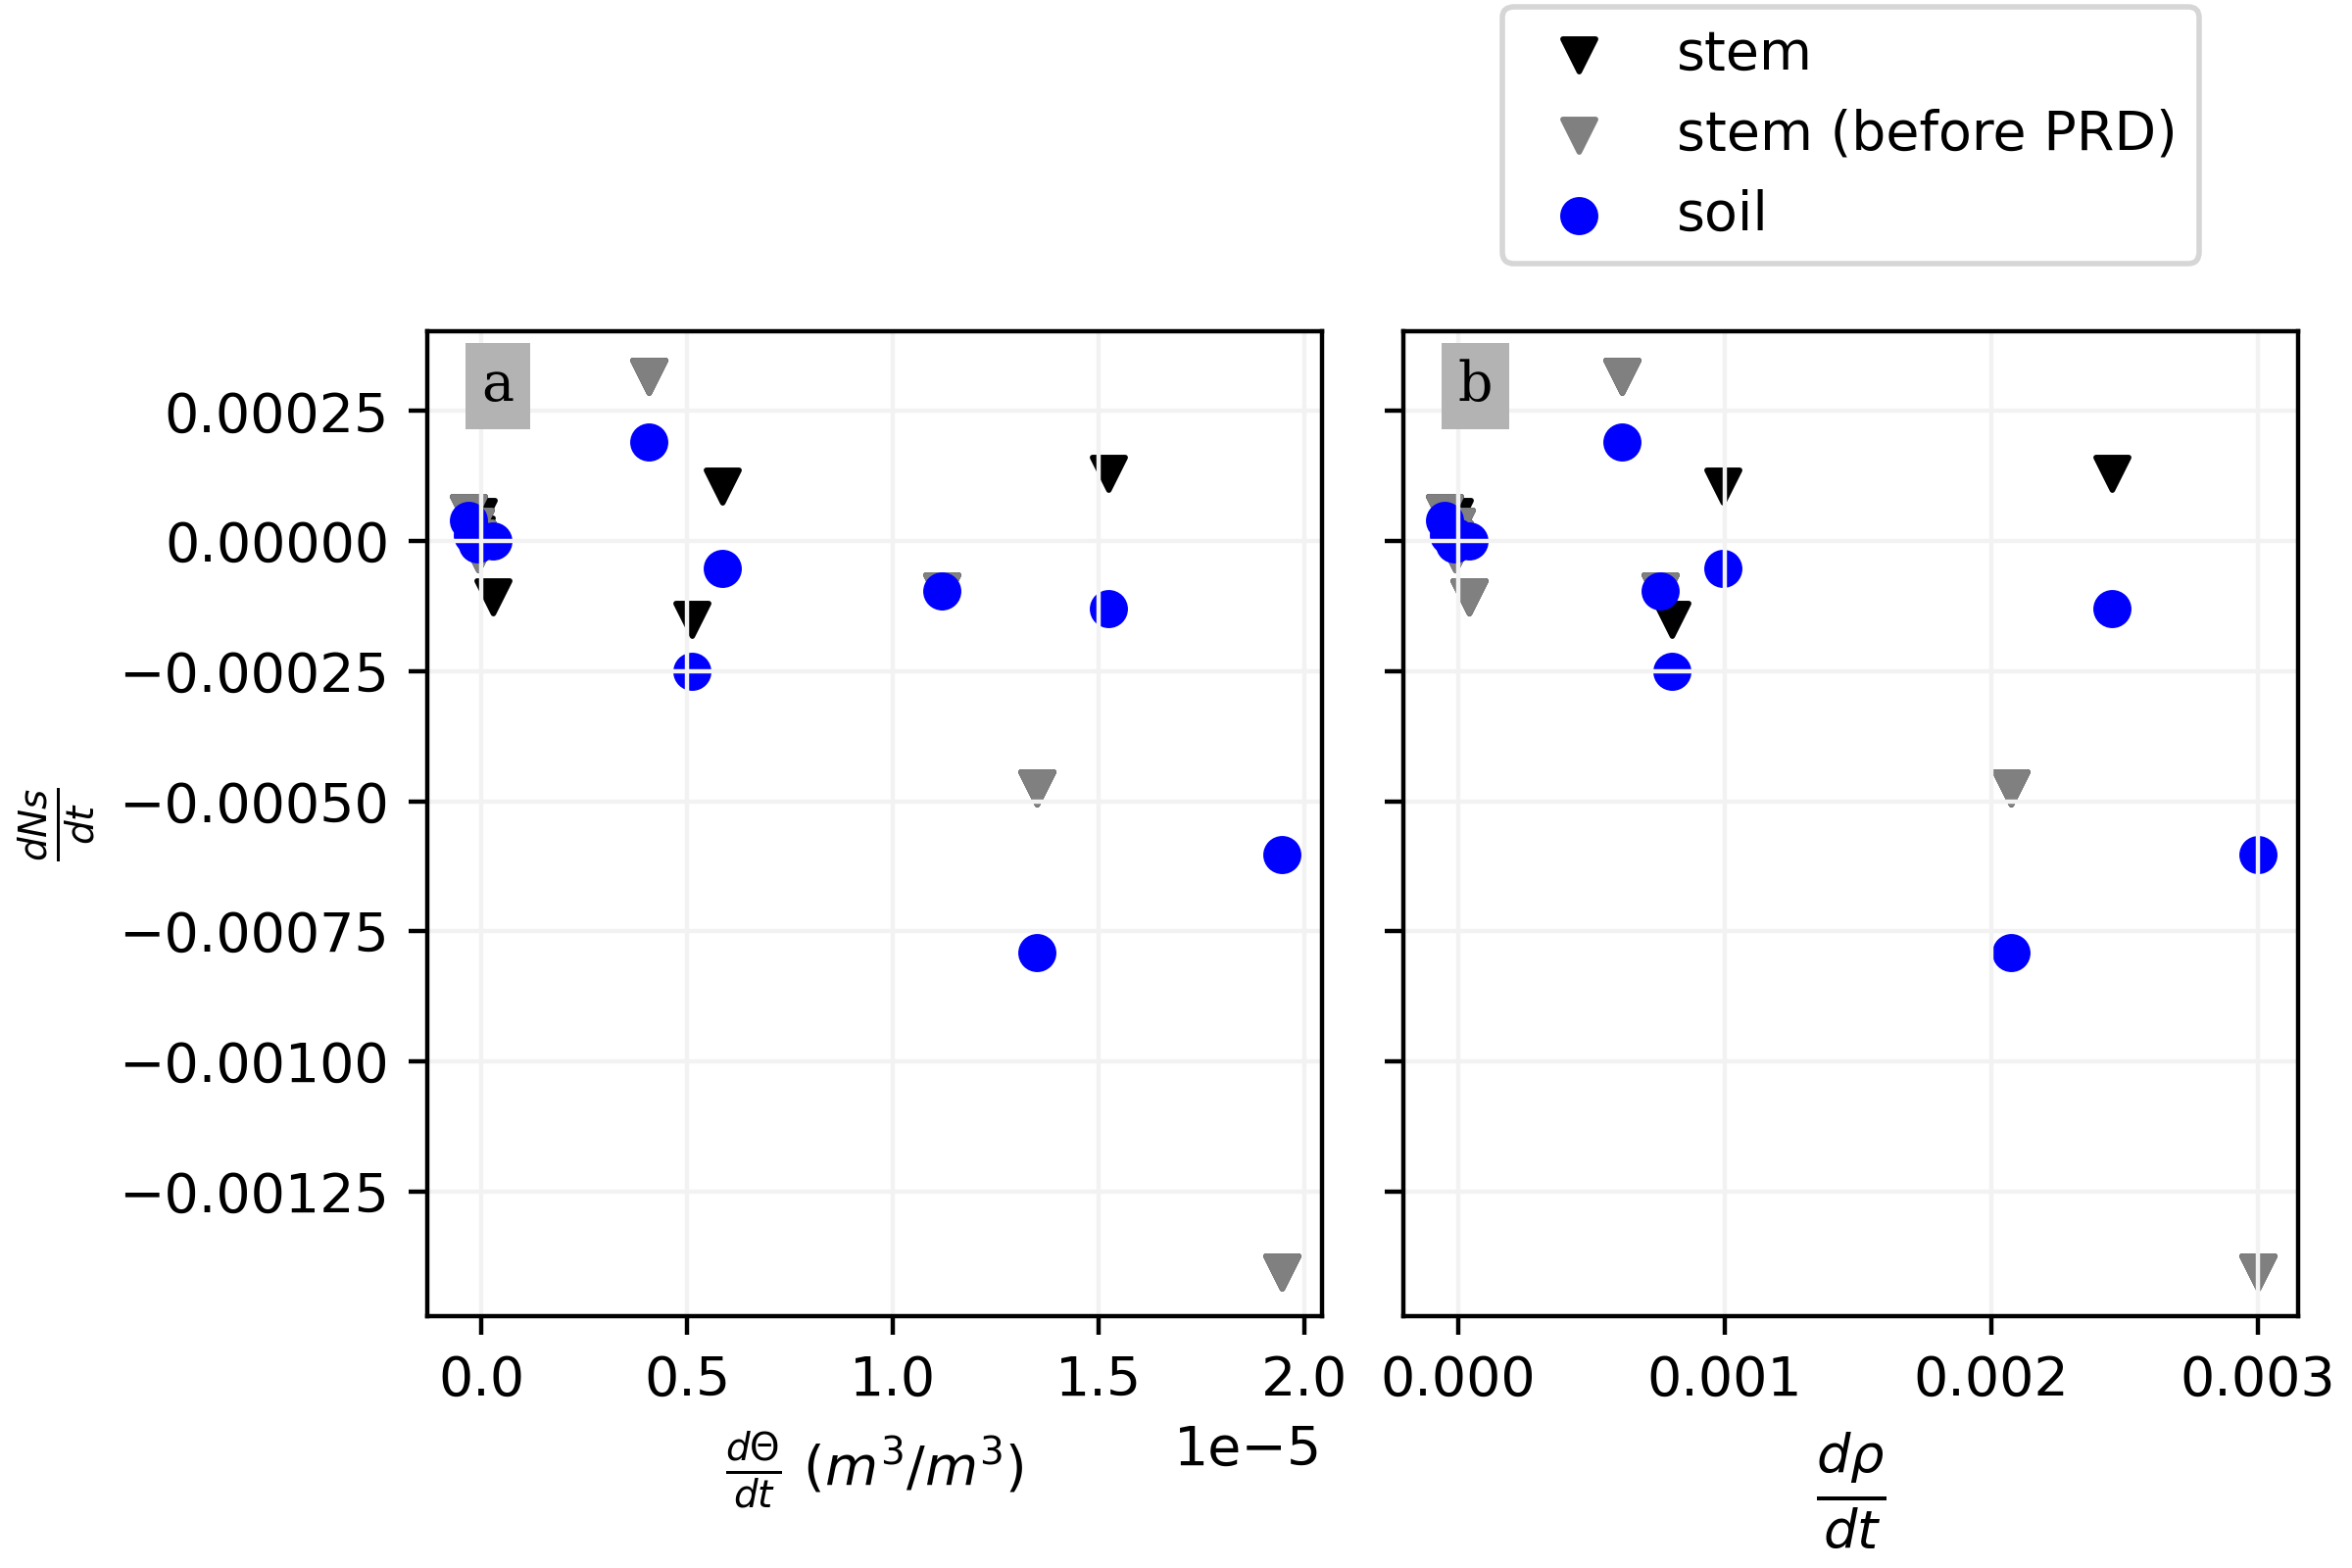 stem
stem (before PRD)
soil
a
b
0.00025
0.00000
−0.00025
−0.00050
−0.00075
−0.00100
−0.00125
dNs/dt
0.0 0.5 1.0 1.5 2.0
0.000 0.001 0.002 0.003
1e−5
dΘ/dt (m³/m³)
dρ/dt